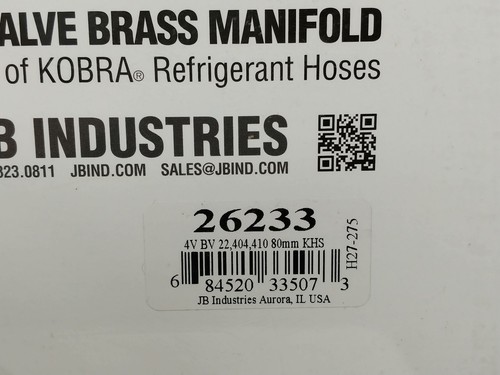 ALVE BRASS MANIFOLD
of KOBRA® Refrigerant Hoses
B INDUSTRIES
823.0811 JBIND.COM SALES@JBIND.COM
26233
4V BV 22,404,410 80mm KHS
H27-275
6 84520 33507 3
JB Industries Aurora, IL USA